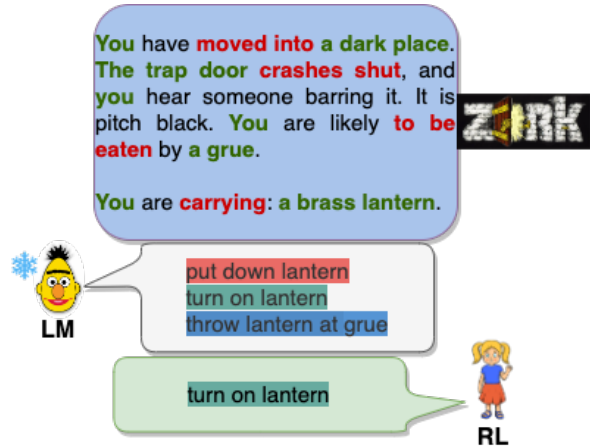 You have moved into a dark place.
The trap door crashes shut, and
you hear someone barring it. It is
pitch black. You are likely to be
eaten by a grue.
You are carrying: a brass lantern.
ZORK
put down lantern
turn on lantern
throw lantern at grue
LM
turn on lantern
RL